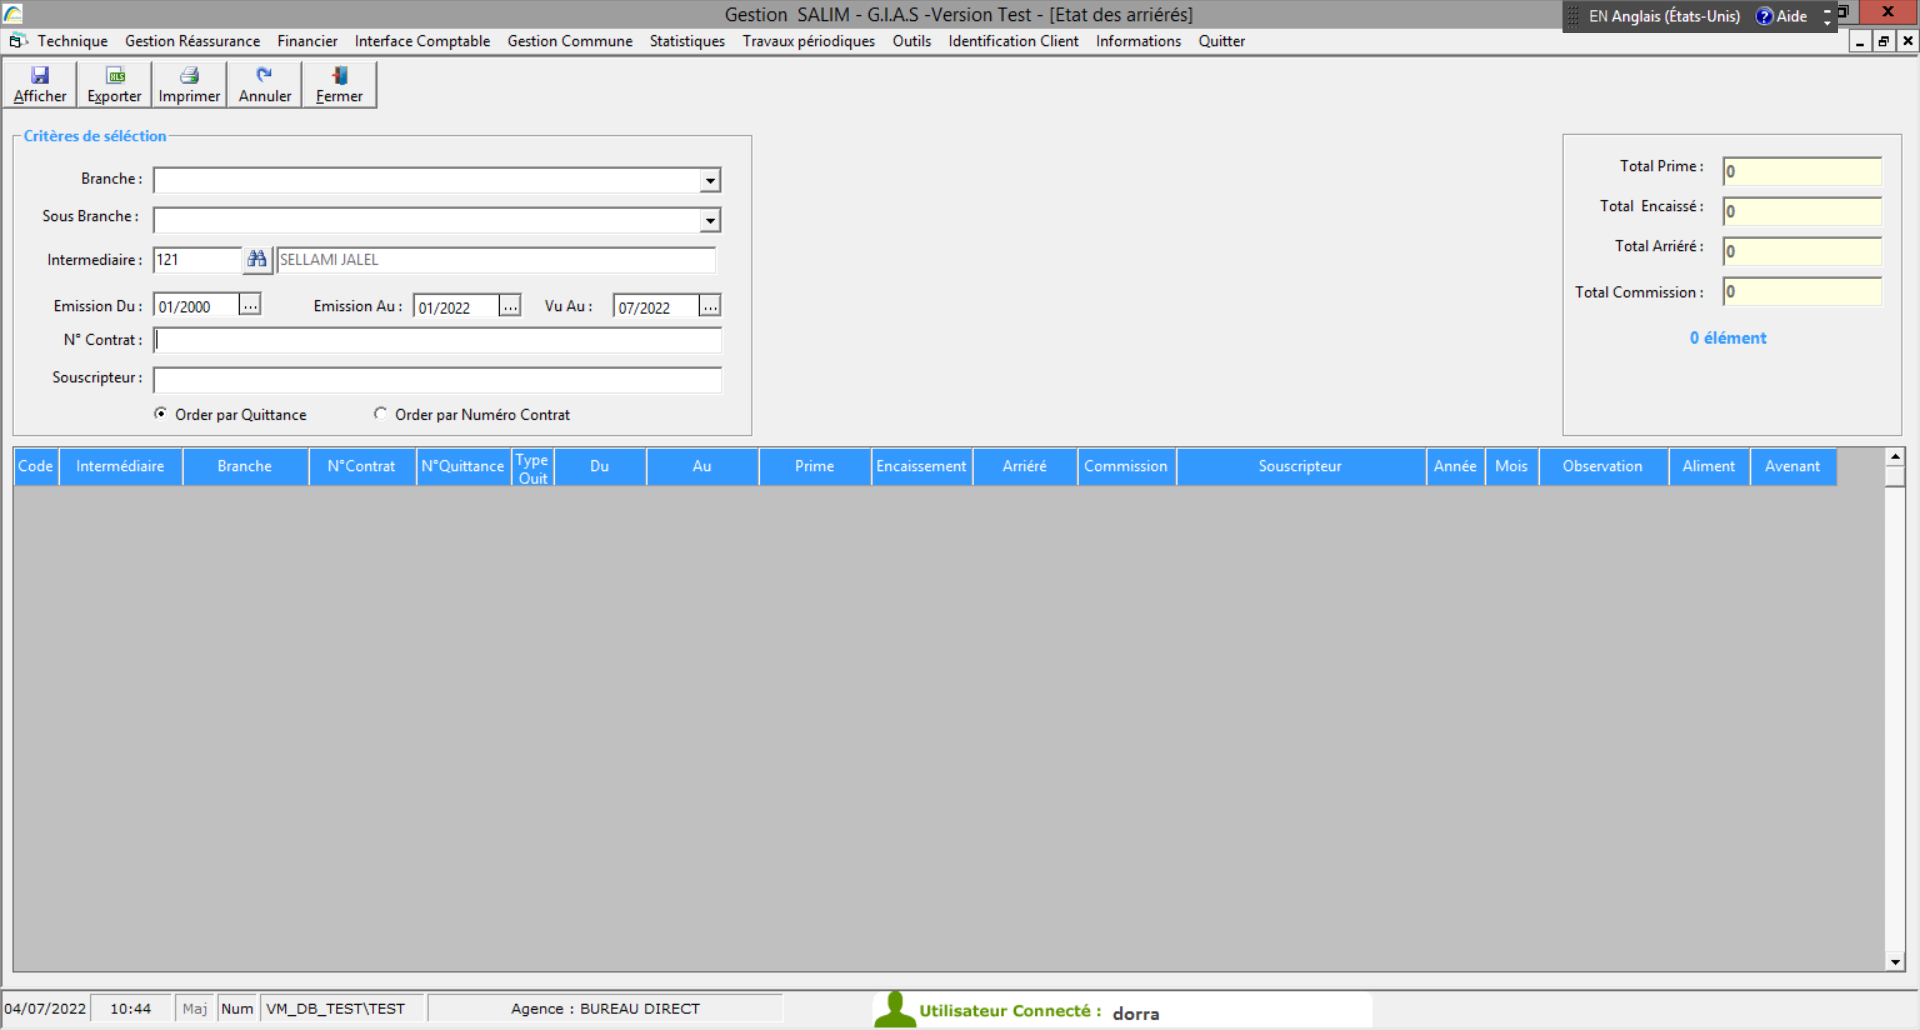 Gestion SALIM - G.I.A.S -Version Test - [Etat des arriérés]
EN Anglais (États-Unis) ? Aide
Technique Gestion Réassurance Financier Interface Comptable Gestion Commune Statistiques Travaux périodiques Outils Identification Client Informations Quitter
XLS
Afficher Exporter Imprimer Annuler Fermer
Critères de séléction
Branche :
Sous Branche :
Intermediaire : 121 SELLAMI JALEL
Emission Du : 01/2000 ... Emission Au : 01/2022 ... Vu Au : 07/2022 ...
N° Contrat :
Souscripteur :
Order par Quittance Order par Numéro Contrat
Total Prime : 0
Total Encaissé : 0
Total Arriéré : 0
Total Commission : 0
0 élément
Code Intermédiaire Branche N°Contrat N°Quittance Type Quit Du Au Prime Encaissement Arriéré Commission Souscripteur Année Mois Observation Aliment Avenant
04/07/2022 10:44 Maj Num VM_DB_TEST\TEST Agence : BUREAU DIRECT Utilisateur Connecté : dorra